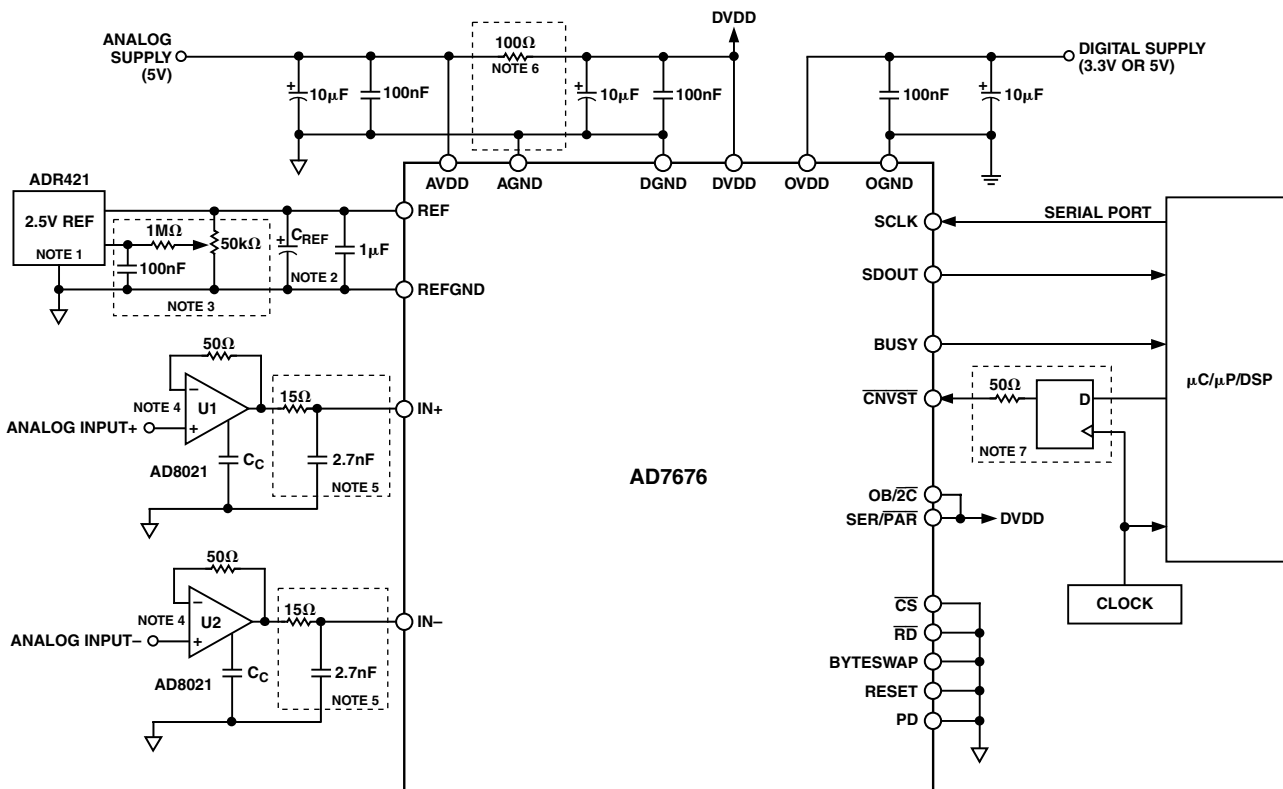 ANALOG
SUPPLY
(5V)
+
10µF
100nF
100Ω
NOTE 6
+
10µF
100nF
DVDD
100nF
+
10µF
DIGITAL SUPPLY
(3.3V OR 5V)
AVDD
AGND
DGND
DVDD
OVDD
OGND
ADR421
2.5V REF
NOTE 1
1MΩ
50kΩ
100nF
NOTE 3
+
CREF
NOTE 2
1µF
REF
REFGND
50Ω
–
U1
+
NOTE 4
ANALOG INPUT+
AD8021
CC
15Ω
2.7nF
NOTE 5
IN+
50Ω
–
U2
+
NOTE 4
ANALOG INPUT–
AD8021
CC
15Ω
2.7nF
NOTE 5
IN–
AD7676
SCLK
SERIAL PORT
SDOUT
BUSY
CNVST
50Ω
D
NOTE 7
µC/µP/DSP
OB/2C
SER/PAR
DVDD
CLOCK
CS
RD
BYTESWAP
RESET
PD